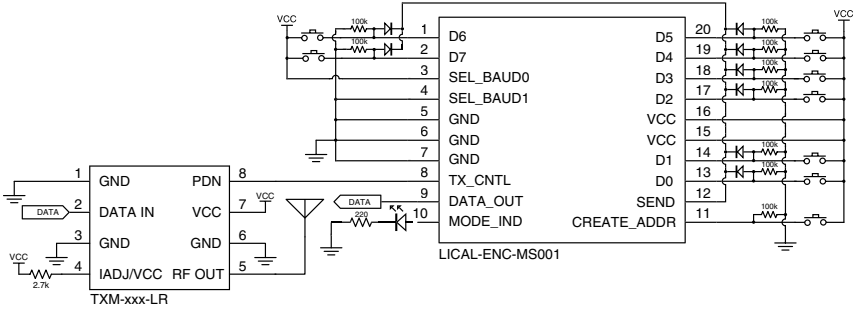 VCC
100k
100k
1 D6
2 D7
3 SEL_BAUD0
4 SEL_BAUD1
5 GND
6 GND
7 GND
8 TX_CNTL
9 DATA_OUT
10 MODE_IND
DATA
220
D5 20
D4 19
D3 18
D2 17
VCC 16
VCC 15
D1 14
D0 13
SEND 12
CREATE_ADDR 11
LICAL-ENC-MS001
100k
100k
100k
100k
100k
100k
100k
VCC
1 GND
DATA
2 DATA IN
3 GND
VCC
2.7k
4 IADJ/VCC
PDN 8
VCC 7
VCC
GND 6
RF OUT 5
TXM-xxx-LR